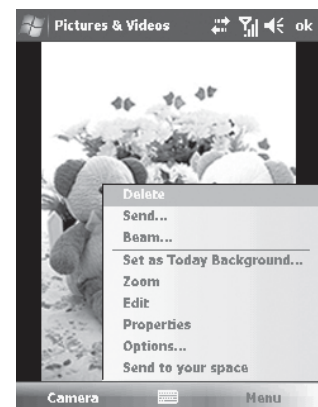 Pictures & Videos ok
Delete
Send...
Beam...
Set as Today Background...
Zoom
Edit
Properties
Options...
Send to your space
Camera Menu